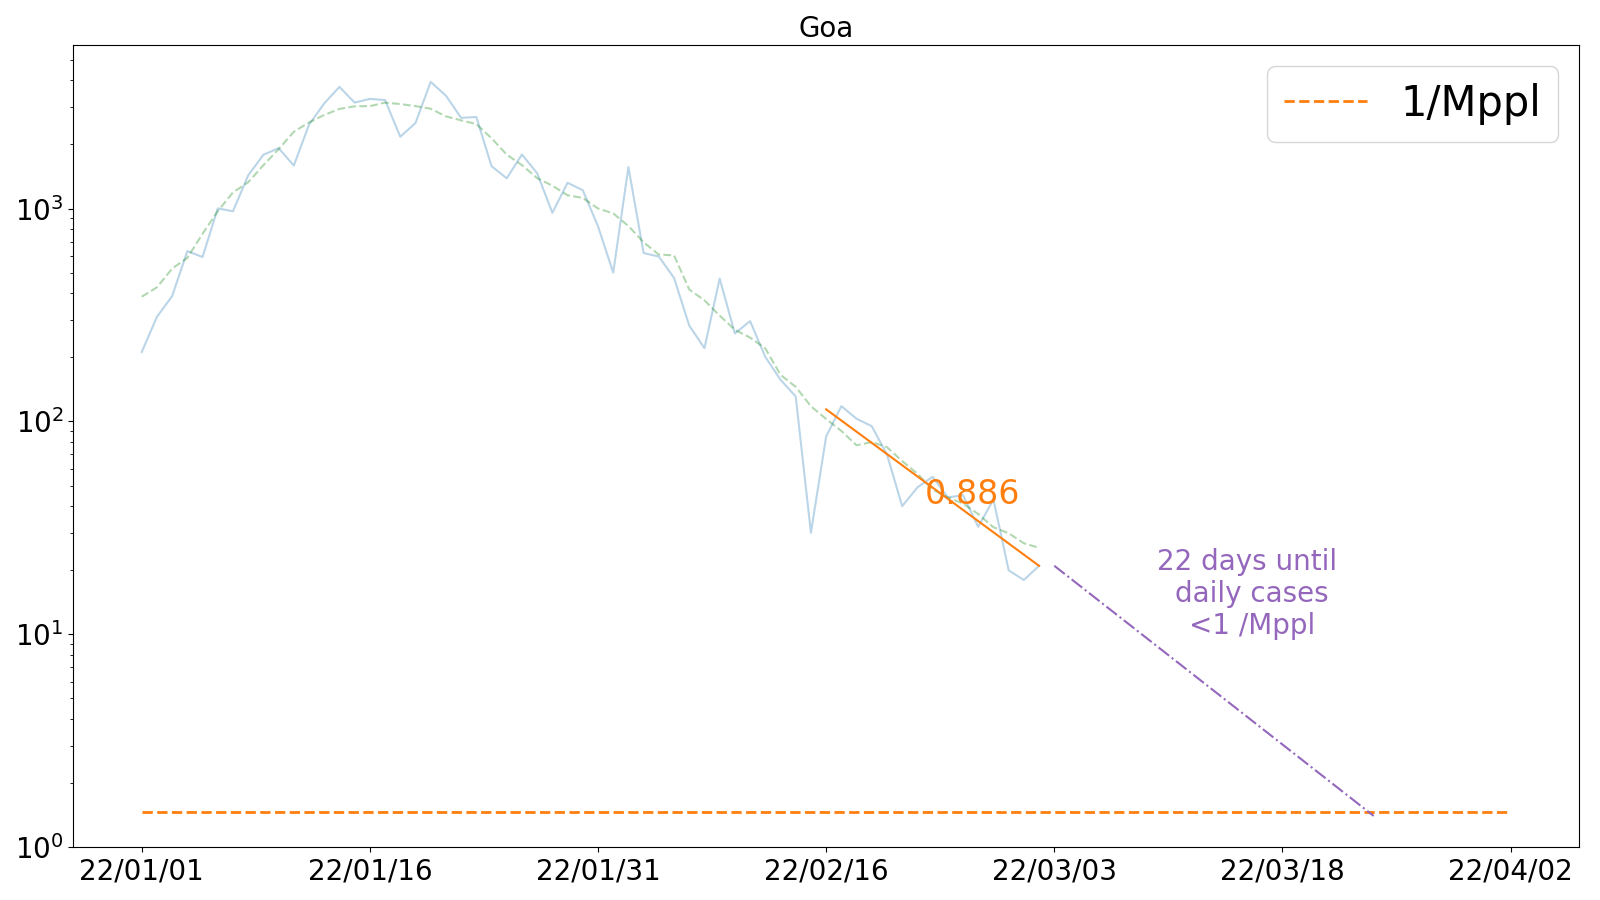 Goa
1/Mppl
10³
10²
10¹
10⁰
0.886
22 days until
daily cases
<1 /Mppl
22/01/01 22/01/16 22/01/31 22/02/16 22/03/03 22/03/18 22/04/02